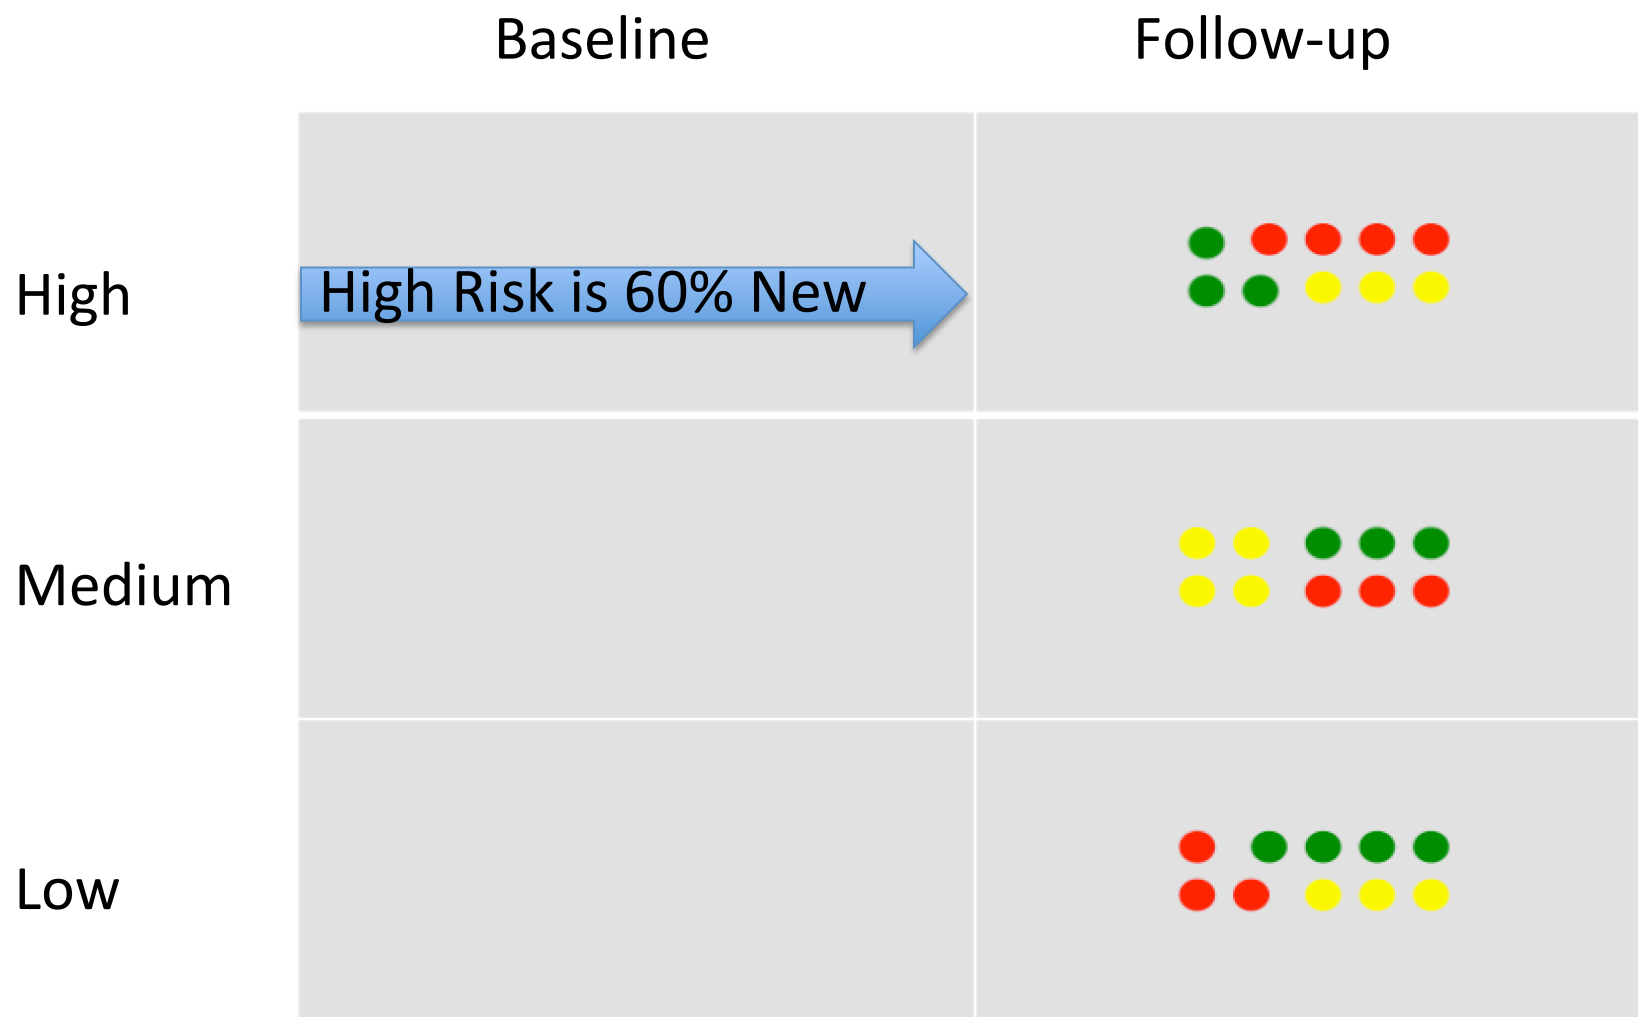 Baseline
Follow-up
High
High Risk is 60% New
Medium
Low